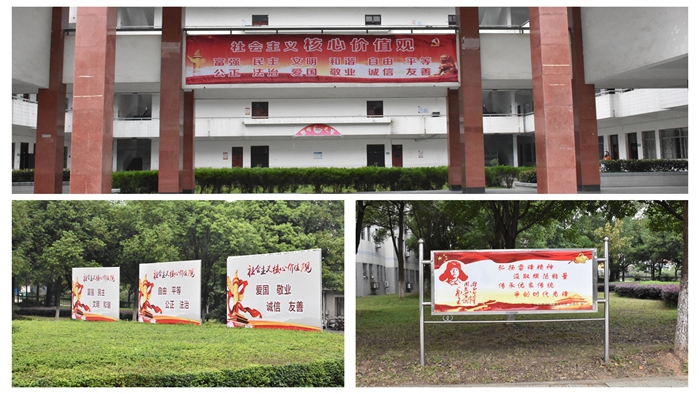 社会主义核心价值观
富强 民主 文明 和谐 自由 平等
公正 法治 爱国 敬业 诚信 友善
社会主义核心价值观
富强 民主
文明 和谐
社会主义核心价值观
自由 平等
公正 法治
社会主义核心价值观
爱国 敬业
诚信 友善
弘扬雷锋精神
汲取榜样能量
传承优良传统
争创时代先锋